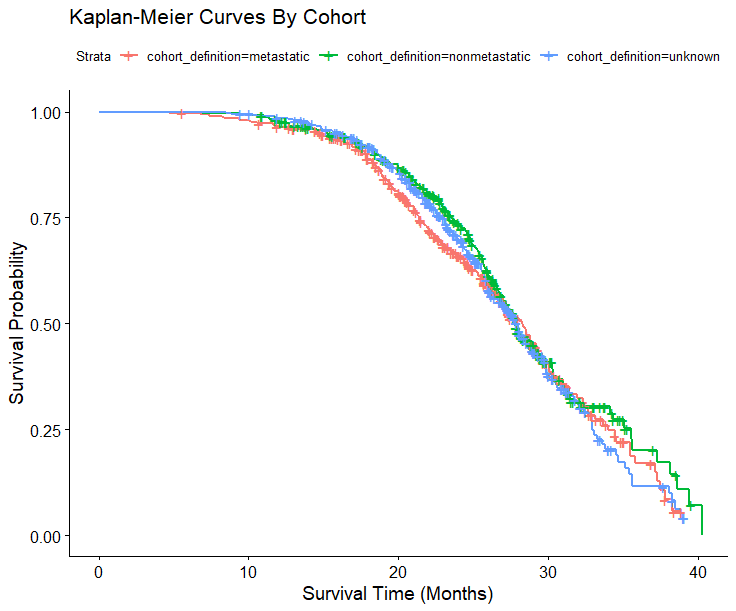 Kaplan-Meier Curves By Cohort
Strata cohort_definition=metastatic cohort_definition=nonmetastatic cohort_definition=unknown
1.00
0.75
0.50
0.25
0.00
Survival Probability
0 10 20 30 40
Survival Time (Months)